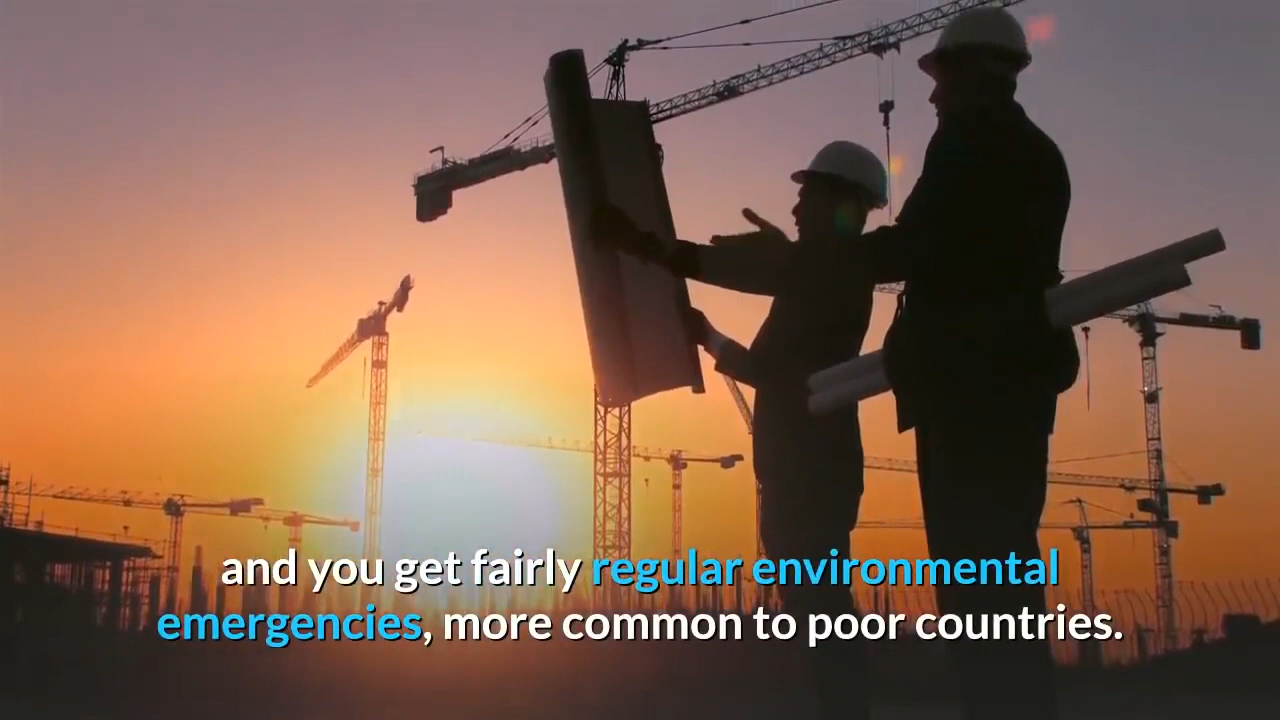 and you get fairly regular environmental
emergencies, more common to poor countries.